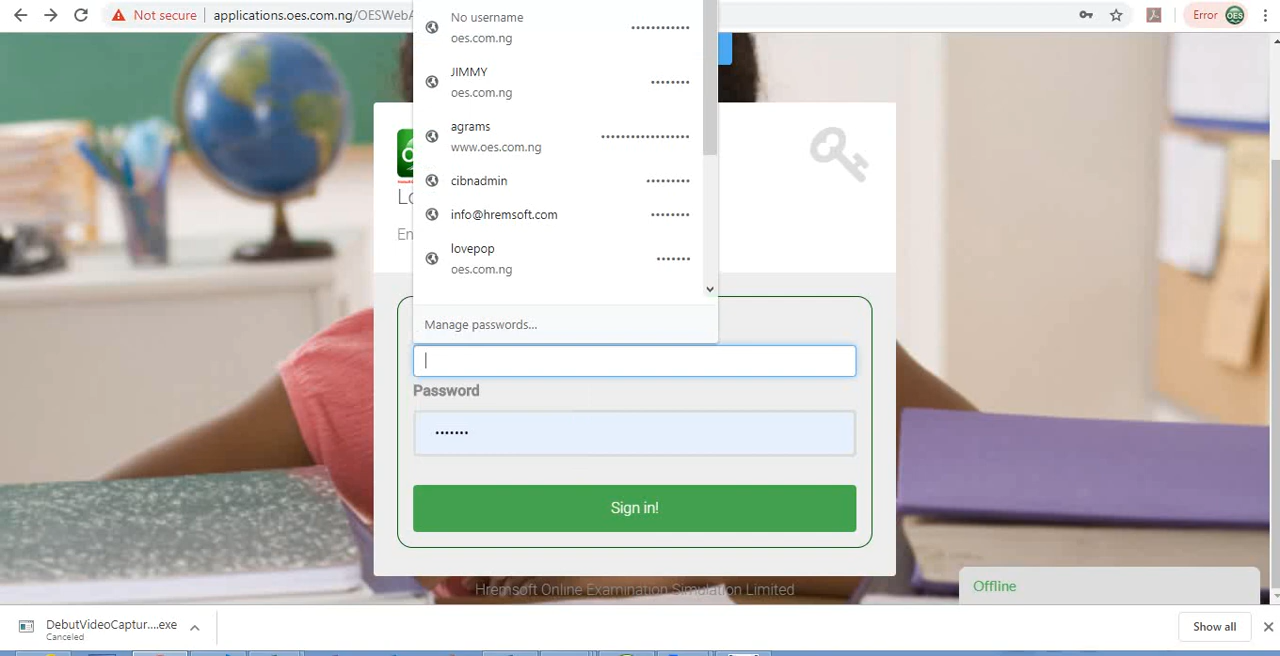 Not secure
applications.oes.com.ng/OESWebA
Error
OES
No username
oes.com.ng
••••••••••••
JIMMY
oes.com.ng
••••••••
agrams
www.oes.com.ng
••••••••••••••••••
cibnadmin
•••••••••
info@hremsoft.com
••••••••
lovepop
oes.com.ng
•••••••
Manage passwords...
Password
•••••••
Sign in!
Hremsoft Online Examination Simulation Limited
Offline
DebutVideoCaptur....exe
Canceled
Show all